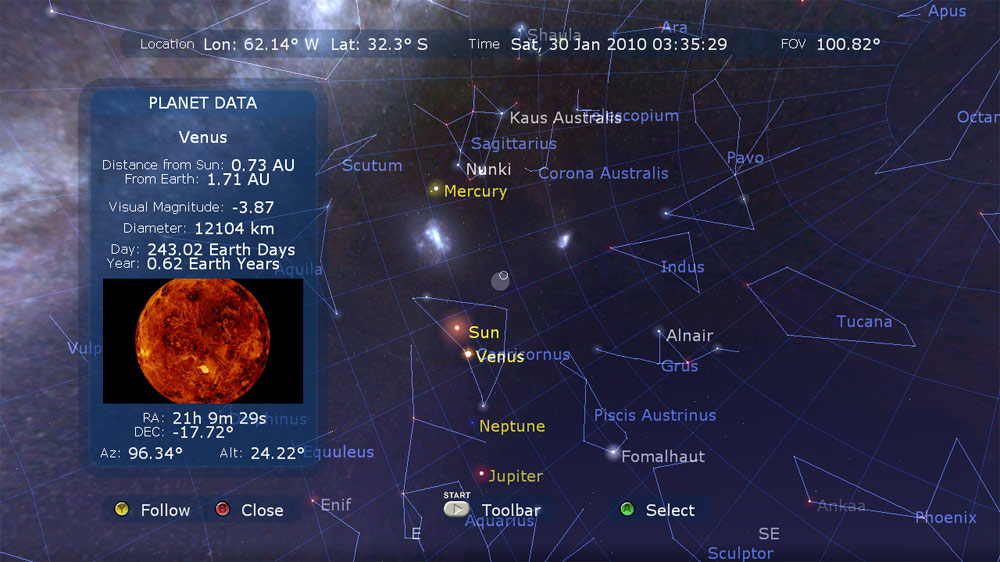 Apus
Shaula
Ara
Location Lon: 62.14° W Lat: 32.3° S Time Sat, 30 Jan 2010 03:35:29 FOV 100.82°
PLANET DATA
Venus
Distance from Sun: 0.73 AU
From Earth: 1.71 AU
Visual Magnitude: -3.87
Diameter: 12104 km
Day: 243.02 Earth Days
Year: 0.62 Earth Years
RA: 21h 9m 29s
DEC: -17.72°
Az: 96.34° Alt: 24.22°
Kaus Australis
Telescopium
Octan
Sagittarius
Scutum
Nunki
Corona Australis
Pavo
Mercury
Aquila
Indus
Sun
Alnair
Tucana
Vulp
Venus
Capricornus
Grus
Piscis Austrinus
hinus
Neptune
Equuleus
Fomalhaut
Jupiter
Enif
Ankaa
Y Follow B Close START Toolbar A Select
Aquarius
Phoenix
E
SE
Sculptor